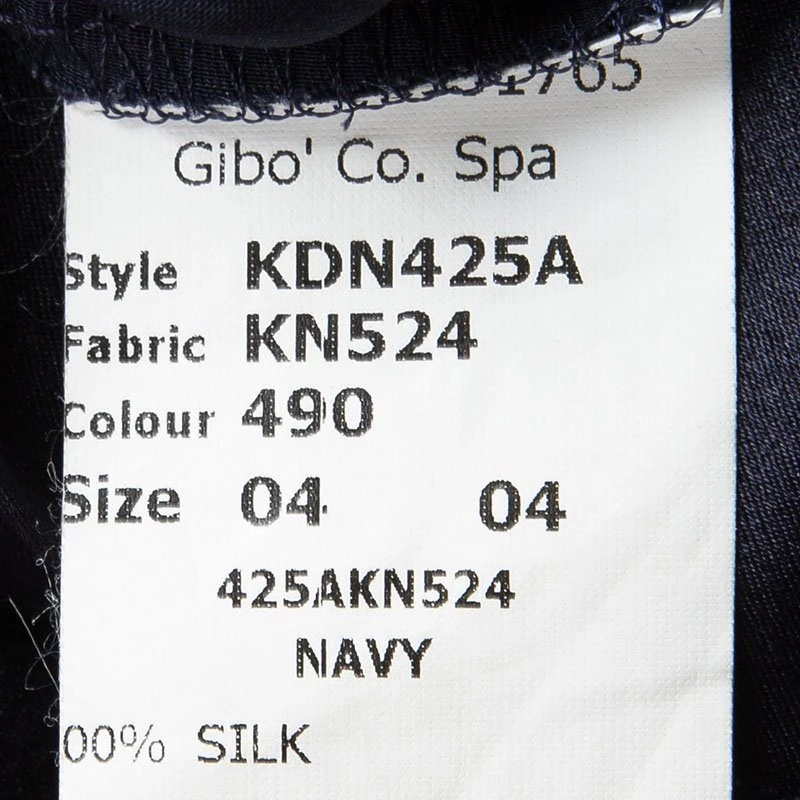 Gibo' Co. Spa
Style KDN425A
Fabric KN524
Colour 490
Size 04 04
425AKN524
NAVY
00% SILK